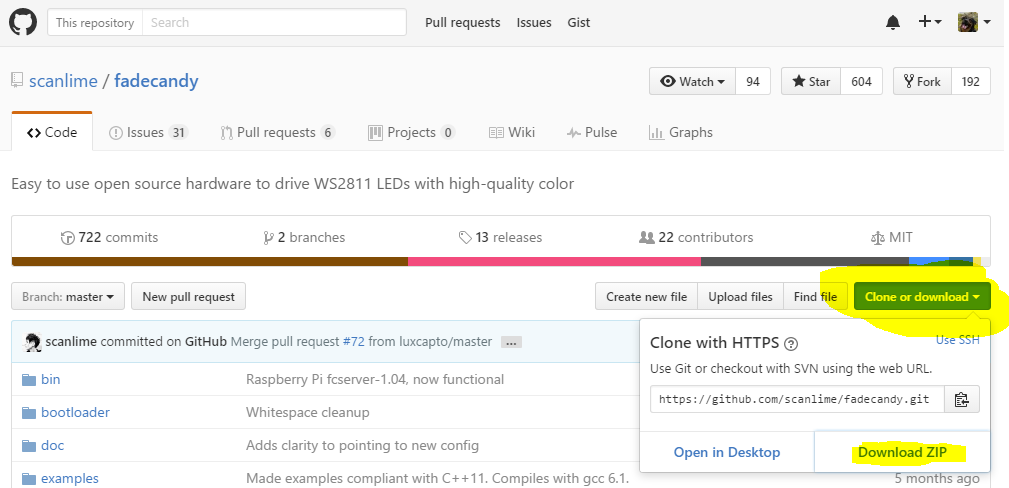 This repository Search Pull requests Issues Gist
scanlime / fadecandy Watch 94 Star 604 Fork 192
Code Issues 31 Pull requests 6 Projects 0 Wiki Pulse Graphs
Easy to use open source hardware to drive WS2811 LEDs with high-quality color
722 commits 2 branches 13 releases 22 contributors MIT
Branch: master New pull request Create new file Upload files Find file Clone or download
scanlime committed on GitHub Merge pull request #72 from luxcapto/master ...
bin Raspberry Pi fcserver-1.04, now functional
bootloader Whitespace cleanup
doc Adds clarity to pointing to new config
examples Made examples compliant with C++11. Compiles with gcc 6.1. 5 months ago
Clone with HTTPS ? Use SSH
Use Git or checkout with SVN using the web URL.
https://github.com/scanlime/fadecandy.git
Open in Desktop Download ZIP